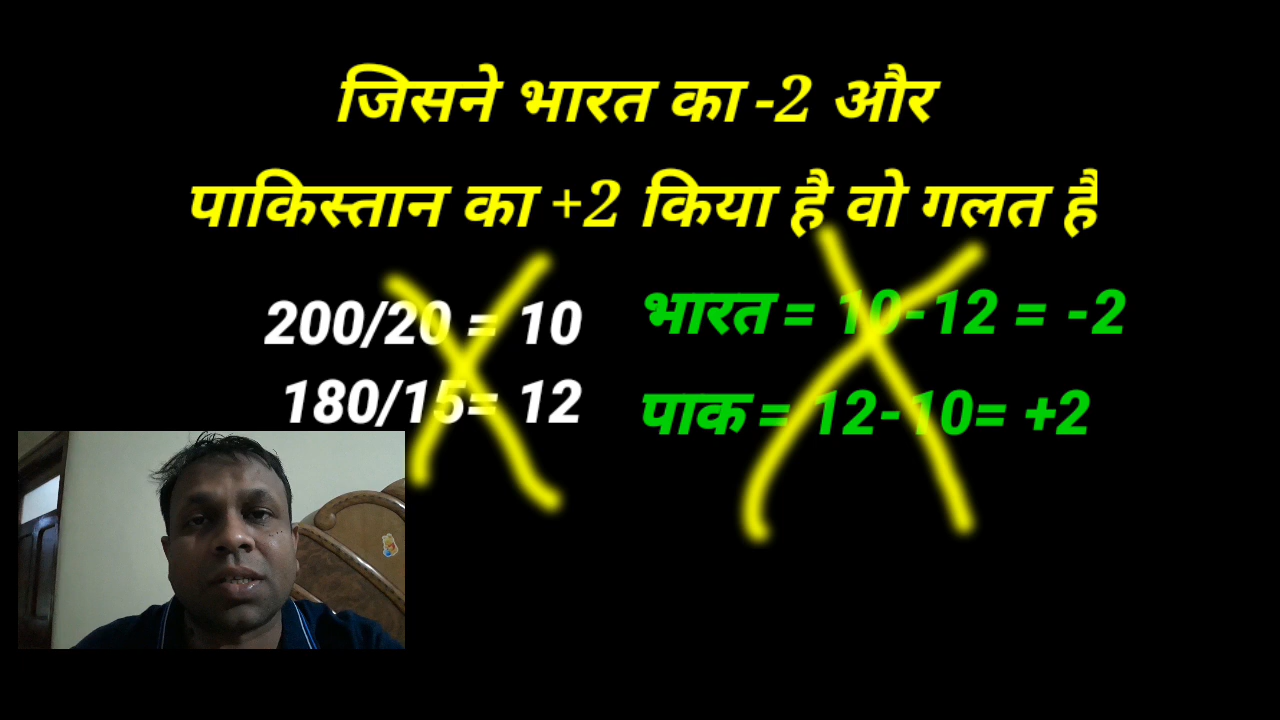 जिसने भारत का -2 और
पाकिस्तान का +2 किया है वो गलत है
200/20 = 10
180/15= 12
भारत = 10-12 = -2
पाक = 12-10= +2